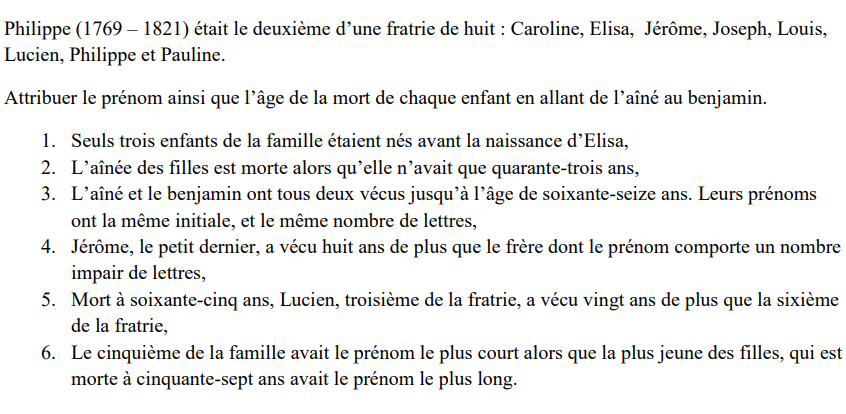 Philippe (1769 – 1821) était le deuxième d’une fratrie de huit : Caroline, Elisa, Jérôme, Joseph, Louis,
Lucien, Philippe et Pauline.
Attribuer le prénom ainsi que l’âge de la mort de chaque enfant en allant de l’aîné au benjamin.
1. Seuls trois enfants de la famille étaient nés avant la naissance d’Elisa,
2. L’aînée des filles est morte alors qu’elle n’avait que quarante-trois ans,
3. L’aîné et le benjamin ont tous deux vécus jusqu’à l’âge de soixante-seize ans. Leurs prénoms
ont la même initiale, et le même nombre de lettres,
4. Jérôme, le petit dernier, a vécu huit ans de plus que le frère dont le prénom comporte un nombre
impair de lettres,
5. Mort à soixante-cinq ans, Lucien, troisième de la fratrie, a vécu vingt ans de plus que la sixième
de la fratrie,
6. Le cinquième de la famille avait le prénom le plus court alors que la plus jeune des filles, qui est
morte à cinquante-sept ans avait le prénom le plus long.